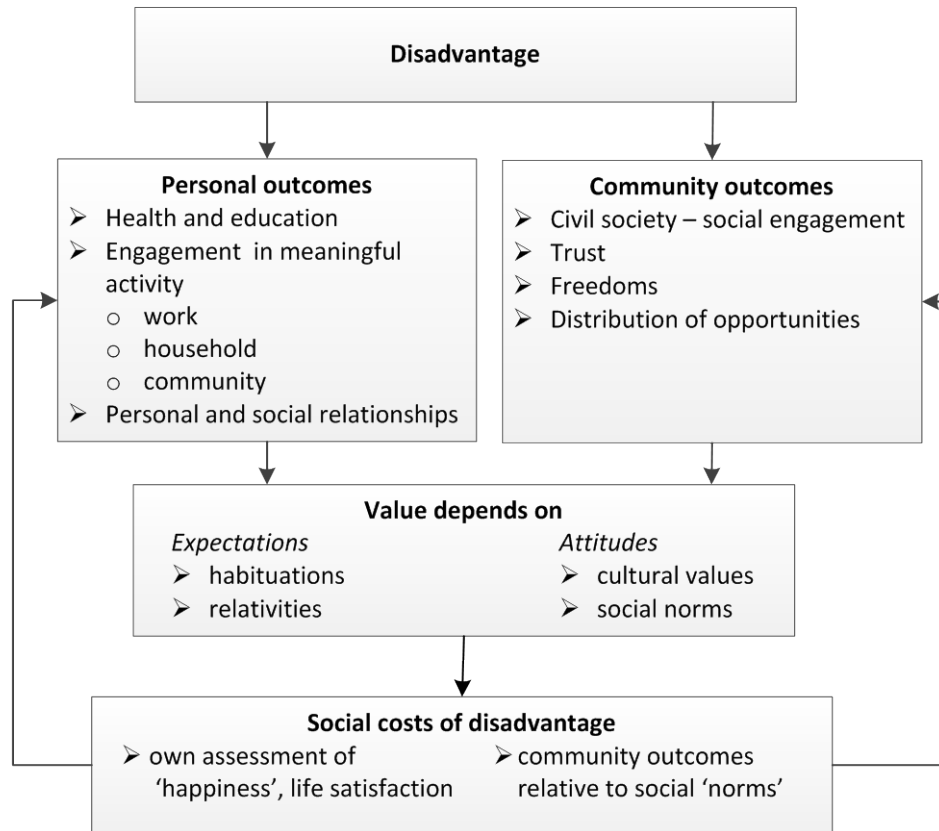 Disadvantage
Personal outcomes
➢ Health and education
➢ Engagement in meaningful
activity
o work
o household
o community
➢ Personal and social relationships
Community outcomes
➢ Civil society – social engagement
➢ Trust
➢ Freedoms
➢ Distribution of opportunities
Value depends on
Expectations
➢ habituations
➢ relativities
Attitudes
➢ cultural values
➢ social norms
Social costs of disadvantage
➢ own assessment of
‘happiness’, life satisfaction
➢ community outcomes
relative to social ‘norms’